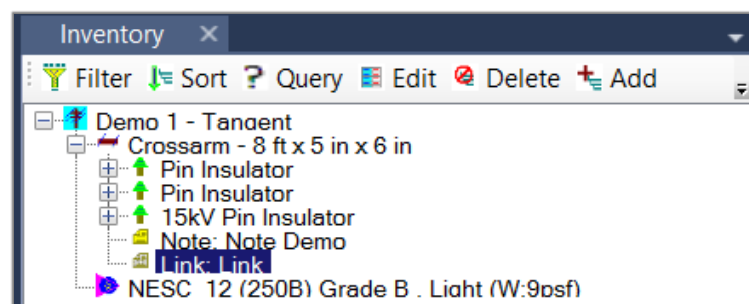 Inventory
Filter Sort Query Edit Delete Add
Demo 1 - Tangent
Crossarm - 8 ft x 5 in x 6 in
Pin Insulator
Pin Insulator
15kV Pin Insulator
Note: Note Demo
Link: Link
NESC 12 (250B) Grade B , Light (W:9psf)